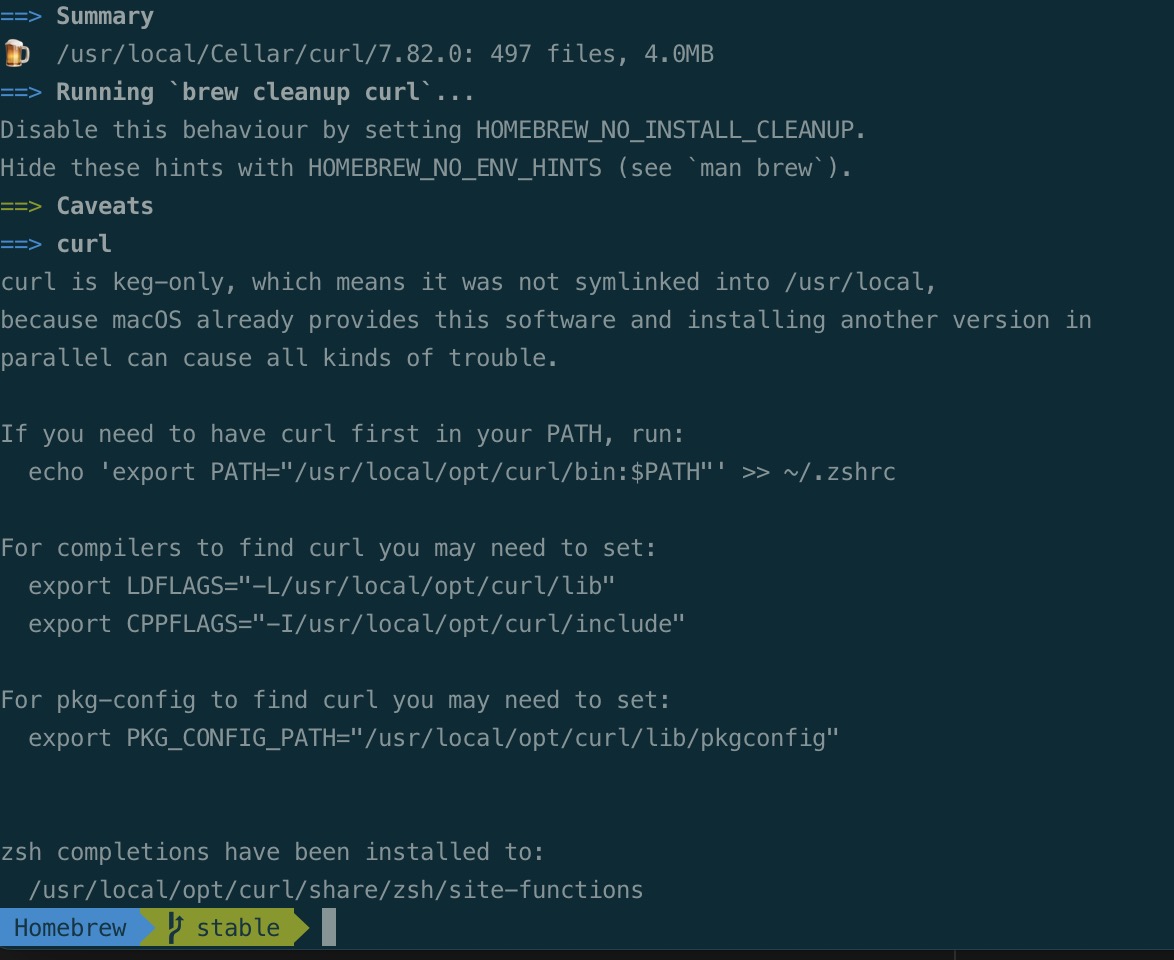 ==> Summary
🍺  /usr/local/Cellar/curl/7.82.0: 497 files, 4.0MB
==> Running `brew cleanup curl`...
Disable this behaviour by setting HOMEBREW_NO_INSTALL_CLEANUP.
Hide these hints with HOMEBREW_NO_ENV_HINTS (see `man brew`).
==> Caveats
==> curl
curl is keg-only, which means it was not symlinked into /usr/local,
because macOS already provides this software and installing another version in
parallel can cause all kinds of trouble.

If you need to have curl first in your PATH, run:
  echo 'export PATH="/usr/local/opt/curl/bin:$PATH"' >> ~/.zshrc

For compilers to find curl you may need to set:
  export LDFLAGS="-L/usr/local/opt/curl/lib"
  export CPPFLAGS="-I/usr/local/opt/curl/include"

For pkg-config to find curl you may need to set:
  export PKG_CONFIG_PATH="/usr/local/opt/curl/lib/pkgconfig"

zsh completions have been installed to:
  /usr/local/opt/curl/share/zsh/site-functions
Homebrew stable